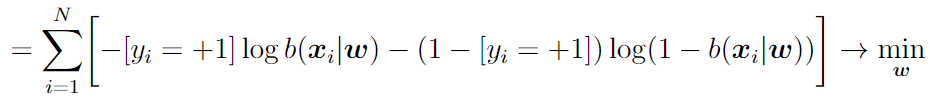 $= \sum_{i=1}^{N} \left[ -[y_i = +1] \log b(\boldsymbol{x}_i|\boldsymbol{w}) - (1 - [y_i = +1]) \log(1 - b(\boldsymbol{x}_i|\boldsymbol{w})) \right] \to \min_{\boldsymbol{w}}$